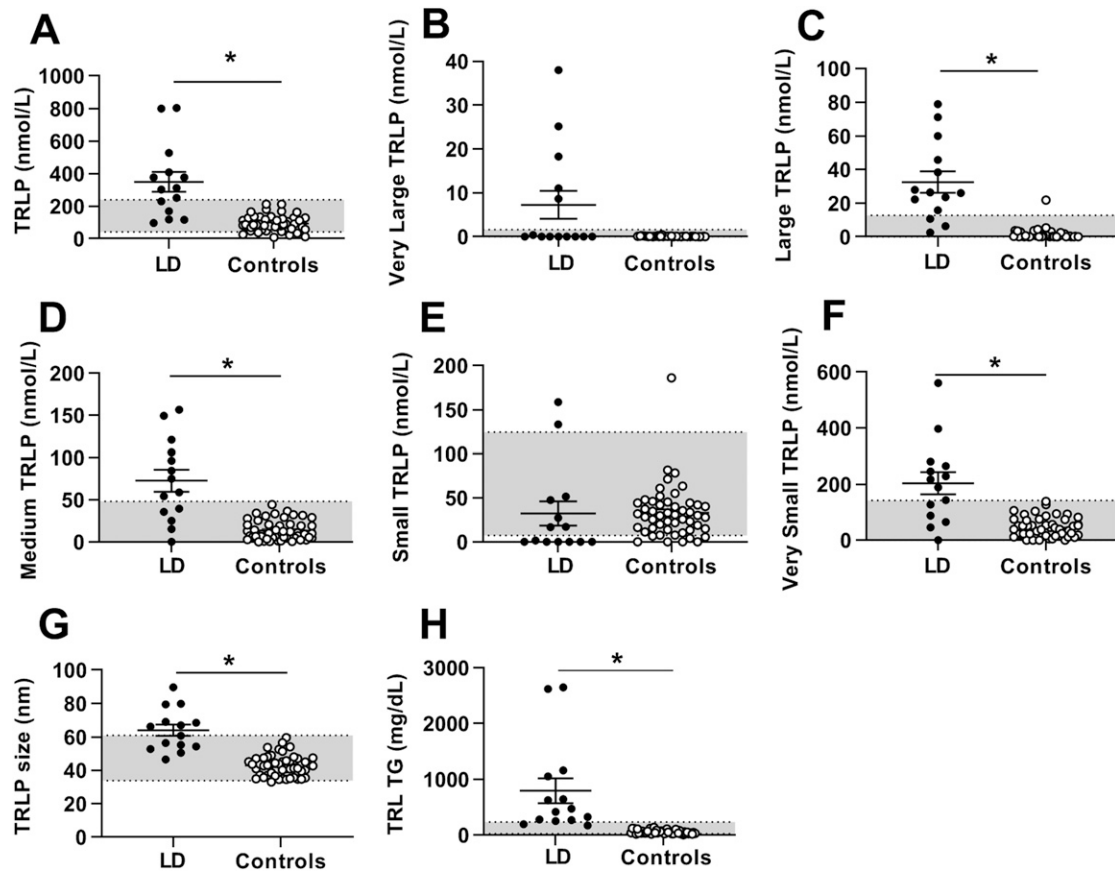 A
TRLP (nmol/L)
1000
800
600
400
200
0
*
LD
Controls
B
Very Large TRLP (nmol/L)
40
30
20
10
0
LD
Controls
C
Large TRLP (nmol/L)
100
80
60
40
20
0
*
LD
Controls
D
Medium TRLP (nmol/L)
200
150
100
50
0
*
LD
Controls
E
Small TRLP (nmol/L)
200
150
100
50
0
LD
Controls
F
Very Small TRLP (nmol/L)
600
400
200
0
*
LD
Controls
G
TRLP size (nm)
100
80
60
40
20
0
*
LD
Controls
H
TRL TG (mg/dL)
3000
2000
1000
0
*
LD
Controls